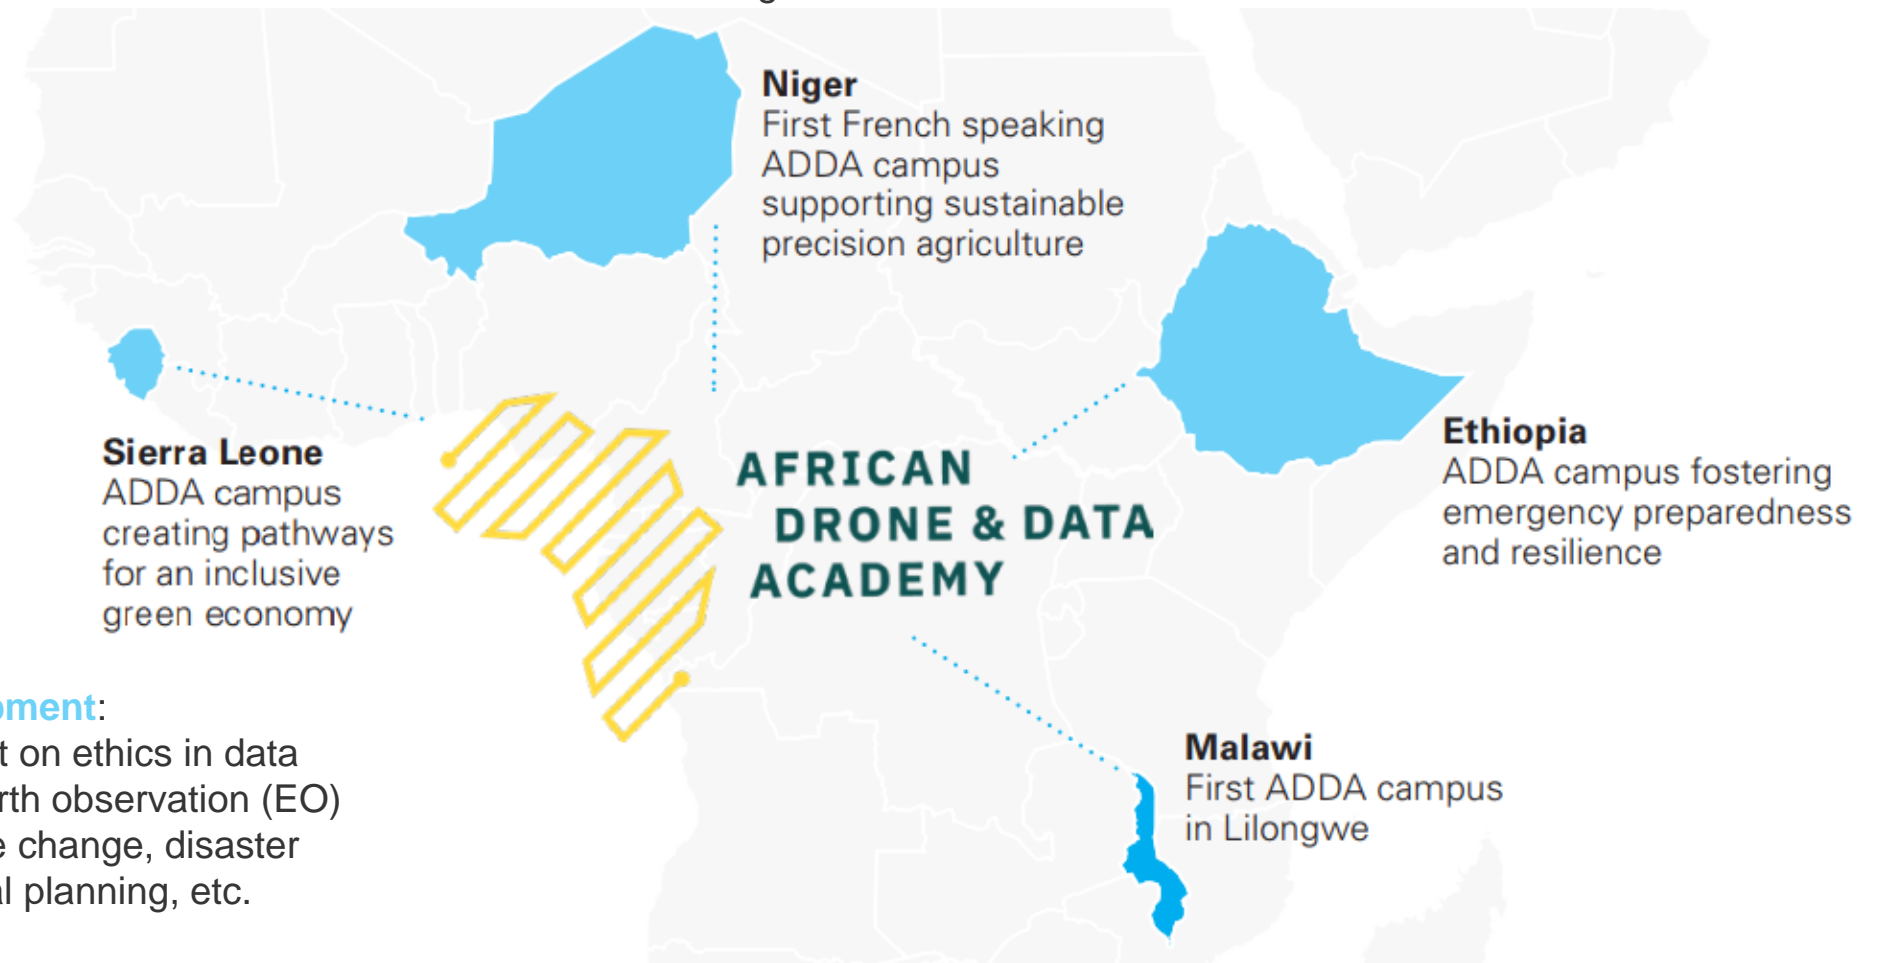 Niger
First French speaking
ADDA campus
supporting sustainable
precision agriculture
Sierra Leone
ADDA campus
creating pathways
for an inclusive
green economy
AFRICAN
DRONE & DATA
ACADEMY
Ethiopia
ADDA campus fostering
emergency preparedness
and resilience
Malawi
First ADDA campus
in Lilongwe
on ethics in data
observation (EO)
change, disaster
planning, etc.